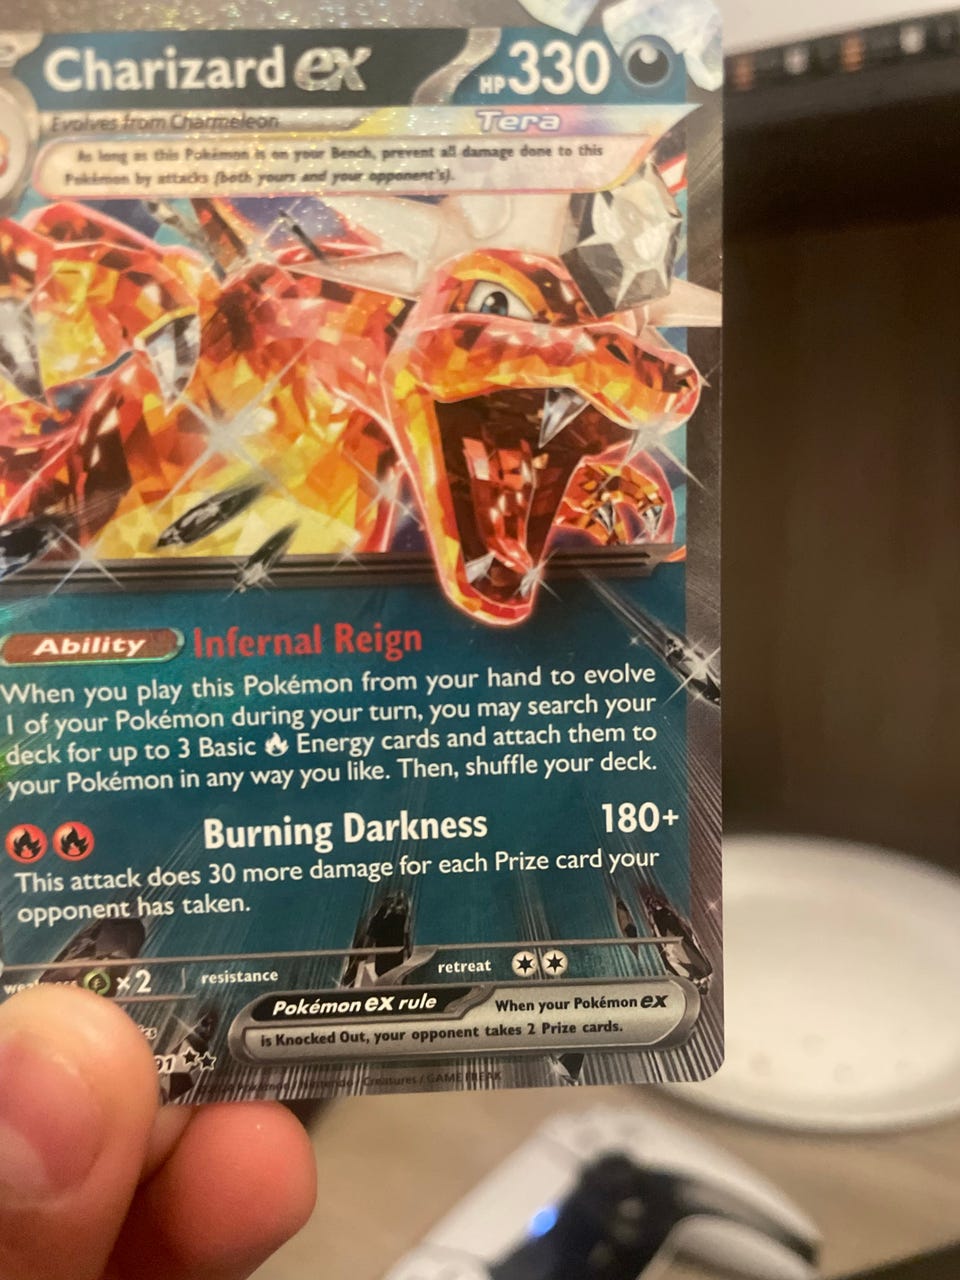 Charizard ex HP 330
Evolves from Charmeleon Tera
As long as this Pokémon is on your Bench, prevent all damage done to this
Pokémon by attacks (both yours and your opponent's).
Ability Infernal Reign
When you play this Pokémon from your hand to evolve
1 of your Pokémon during your turn, you may search your
deck for up to 3 Basic Energy cards and attach them to
your Pokémon in any way you like. Then, shuffle your deck.
Burning Darkness 180+
This attack does 30 more damage for each Prize card your
opponent has taken.
×2 resistance retreat
Pokémon ex rule When your Pokémon ex
is Knocked Out, your opponent takes 2 Prize cards.
91
Pokémon / Nintendo / Creatures / GAME FREAK